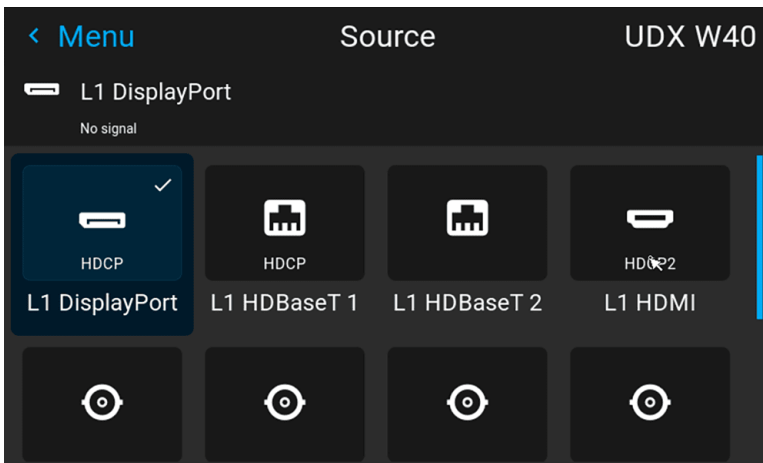 Menu Source UDX W40
L1 DisplayPort
No signal
HDCP HDCP HDCP2
L1 DisplayPort L1 HDBaseT 1 L1 HDBaseT 2 L1 HDMI